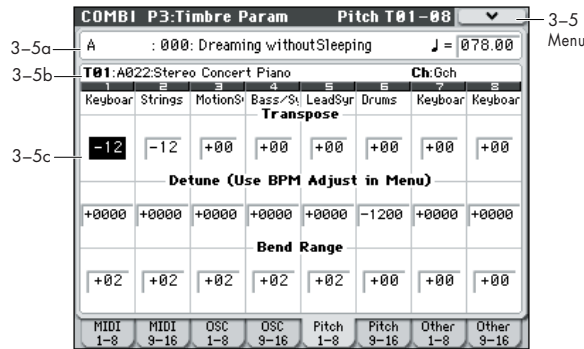 COMBI P3:Timbre Param Pitch T01-08
3-5
Menu
3-5a
A :000: Dreaming withoutSleeping ♩= 078.00
3-5b
T01:A022:Stereo Concert Piano Ch:Gch
1 2 3 4 5 6 7 8
Keyboar Strings MotionS Bass/Sy LeadSyr Drums Keyboar Keyboar
Transpose
3-5c
-12 -12 +00 +00 +00 +00 +00 +00
Detune (Use BPM Adjust in Menu)
+0000 +0000 +0000 +0000 +0000 -1200 +0000 +0000
Bend Range
+02 +02 +02 +02 +02 +00 +00 +00
MIDI 1-8 MIDI 9-16 OSC 1-8 OSC 9-16 Pitch 1-8 Pitch 9-16 Other 1-8 Other 9-16